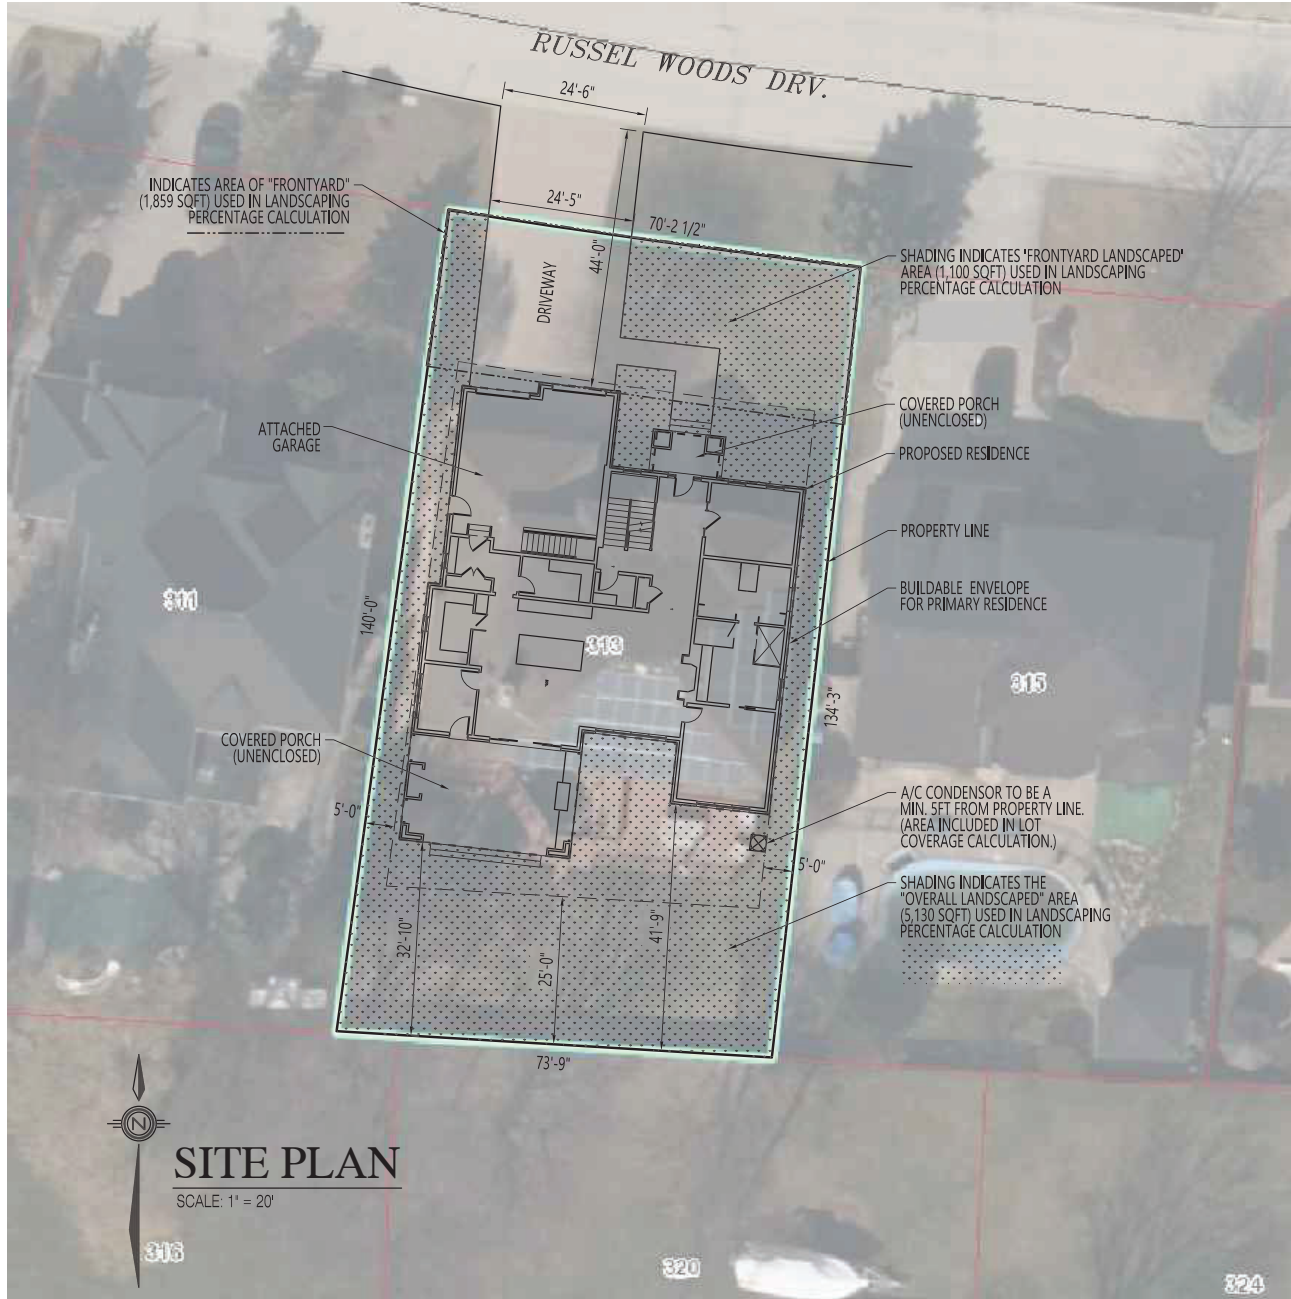 RUSSEL WOODS DRV.
24'-6"
INDICATES AREA OF "FRONTYARD"
(1,859 SQFT) USED IN LANDSCAPING
PERCENTAGE CALCULATION
24'-5"
70'-2 1/2"
44'-0"
DRIVEWAY
SHADING INDICATES "FRONTYARD LANDSCAPED"
AREA (1,100 SQFT) USED IN LANDSCAPING
PERCENTAGE CALCULATION
ATTACHED
GARAGE
COVERED PORCH
(UNENCLOSED)
PROPOSED RESIDENCE
PROPERTY LINE
BUILDABLE ENVELOPE
FOR PRIMARY RESIDENCE
311
140'-0"
313
315
134'-3"
COVERED PORCH
(UNENCLOSED)
5'-0"
A/C CONDENSOR TO BE A
MIN. 5FT FROM PROPERTY LINE.
(AREA INCLUDED IN LOT
COVERAGE CALCULATION.)
5'-0"
SHADING INDICATES THE
"OVERALL LANDSCAPED" AREA
(5,130 SQFT) USED IN LANDSCAPING
PERCENTAGE CALCULATION
32'-10"
25'-0"
41'-9"
73'-9"
N
SITE PLAN
SCALE: 1" = 20'
316
320
324